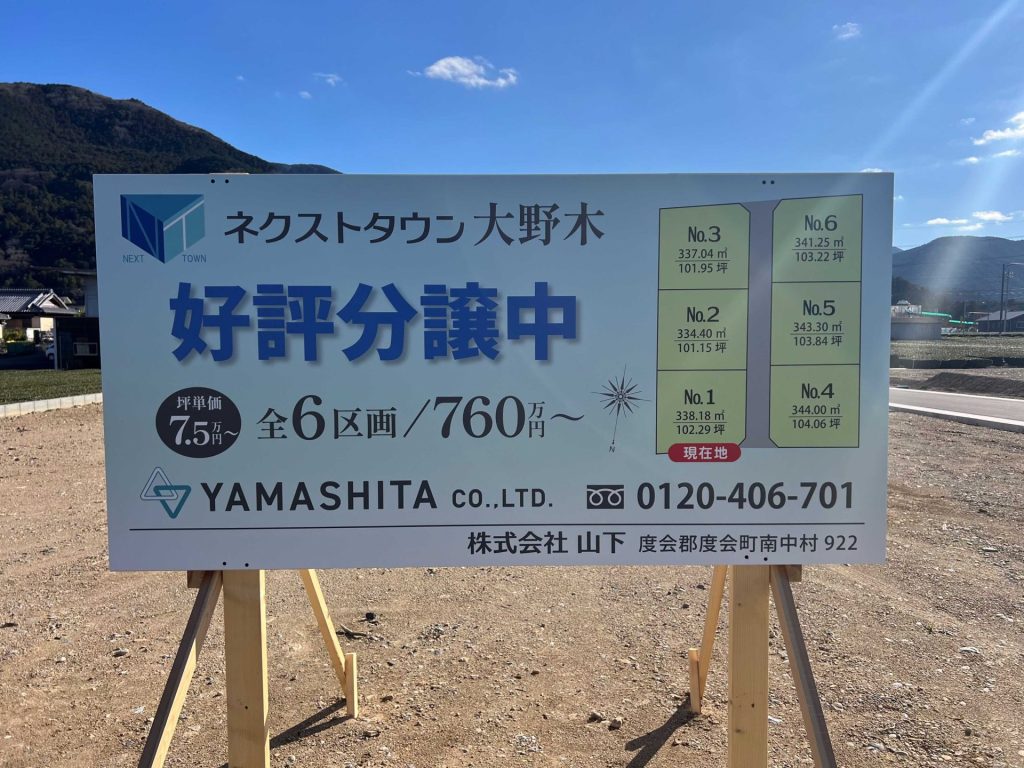 NEXT TOWN
ネクストタウン大野木
好評分譲中
坪単価
7.5万円～
全6区画/760万円～
N
No.3
337.04㎡
101.95坪
No.6
341.25㎡
103.22坪
No.2
334.40㎡
101.15坪
No.5
343.30㎡
103.84坪
No.1
338.18㎡
102.29坪
No.4
344.00㎡
104.06坪
現在地
YAMASHITA CO.,LTD.
0120-406-701
株式会社 山下 度会郡度会町南中村 922